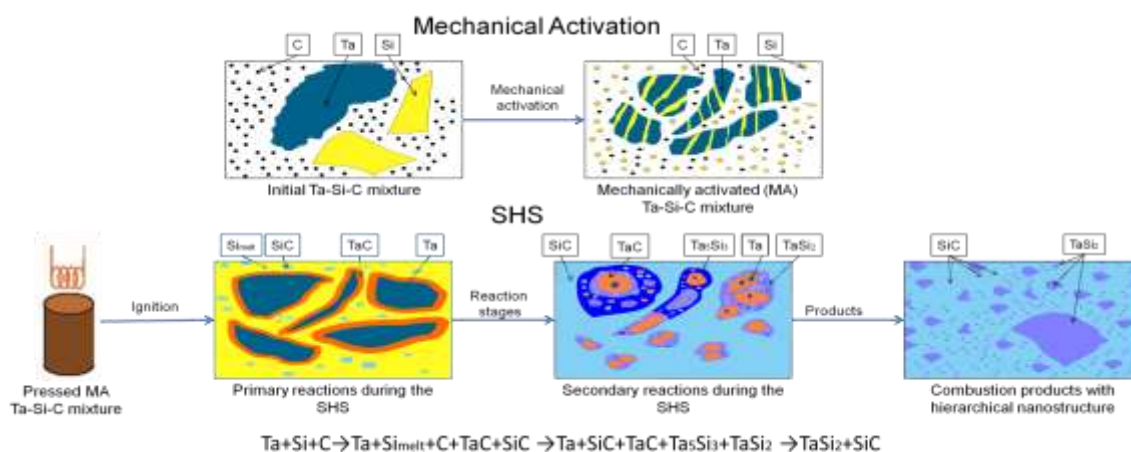 Mechanical Activation
C Ta Si
C Ta Si
Mechanical
activation
Initial Ta-Si-C mixture
Mechanically activated (MA)
Ta-Si-C mixture
SHS
Simelt SiC TaC Ta
SiC TaC Ta₅Si₃ Ta TaSi₂
SiC TaSi₂
Ignition
Reaction
stages
Products
Pressed MA
Ta-Si-C mixture
Primary reactions during the
SHS
Secondary reactions during the
SHS
Combustion products with
hierarchical nanostructure
Ta+Si+C→Ta+Simelt+C+TaC+SiC →Ta+SiC+TaC+Ta₅Si₃+TaSi₂ →TaSi₂+SiC